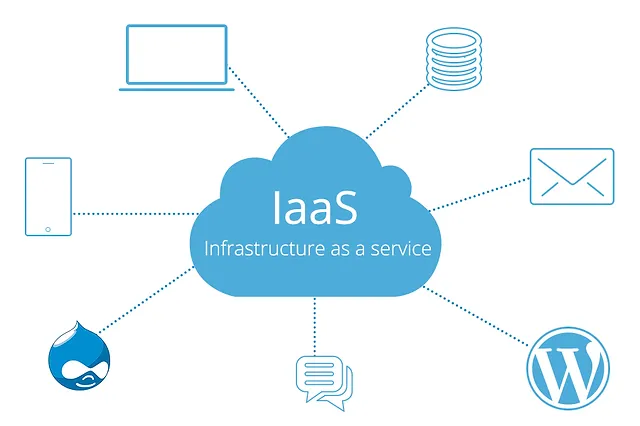 IaaS
Infrastructure as a service
W